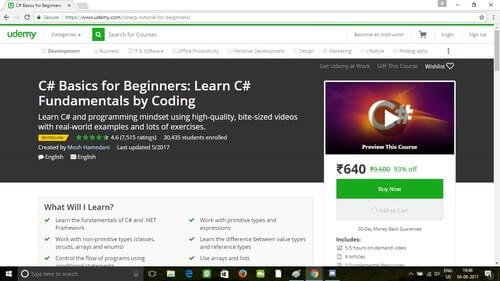 C# Basics for Beginners:
Secure https://www.udemy.com/csharp-tutorial-for-beginners/
udemy Categories Search for Courses Become an Instructor Login Sign Up
Development Business IT & Software Office Productivity Personal Development Design Marketing Lifestyle Photography
Get Udemy at Work Gift This Course Wishlist
C# Basics for Beginners: Learn C#
Fundamentals by Coding
Learn C# and programming mindset using high-quality, bite-sized videos
with real-world examples and lots of exercises.
BESTSELLING 4.6 (7,515 ratings) 30,435 students enrolled
Created by Mosh Hamedani Last updated 5/2017
English English
C#
Preview This Course
₹640 ₹9,600 93% off
Buy Now
Add to Cart
30-Day Money-Back Guarantee
Includes:
5.5 hours on-demand video
8 Articles
What Will I Learn?
Learn the fundamentals of C# and .NET
Framework
Work with primitive types and
expressions
Work with non-primitive types (classes,
structs, arrays and enums)
Learn the difference between value
types and reference types
Control the flow of programs using
Use arrays and lists
Type here to search
ENG
US
19:48
04-08-2017